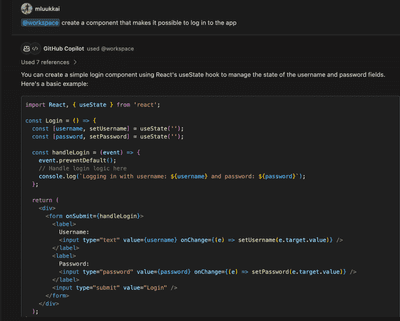 mluukkai
@workspace create a component that makes it possible to log in to the app
GitHub Copilot used @workspace
Used 7 references >
You can create a simple login component using React's useState hook to manage the state of the username and password fields.
Here's a basic example:
import React, { useState } from 'react';
const Login = () => {
  const [username, setUsername] = useState('');
  const [password, setPassword] = useState('');
  const handleLogin = (event) => {
    event.preventDefault();
    // Handle login logic here
    console.log(`Logging in with username: ${username} and password: ${password}`);
  };
  return (
    <div>
      <form onSubmit={handleLogin}>
        <label>
          Username:
          <input type="text" value={username} onChange={(e) => setUsername(e.target.value)} />
        </label>
        <label>
          Password:
          <input type="password" value={password} onChange={(e) => setPassword(e.target.value)} />
        </label>
        <input type="submit" value="Login" />
      </form>
    </div>
  );